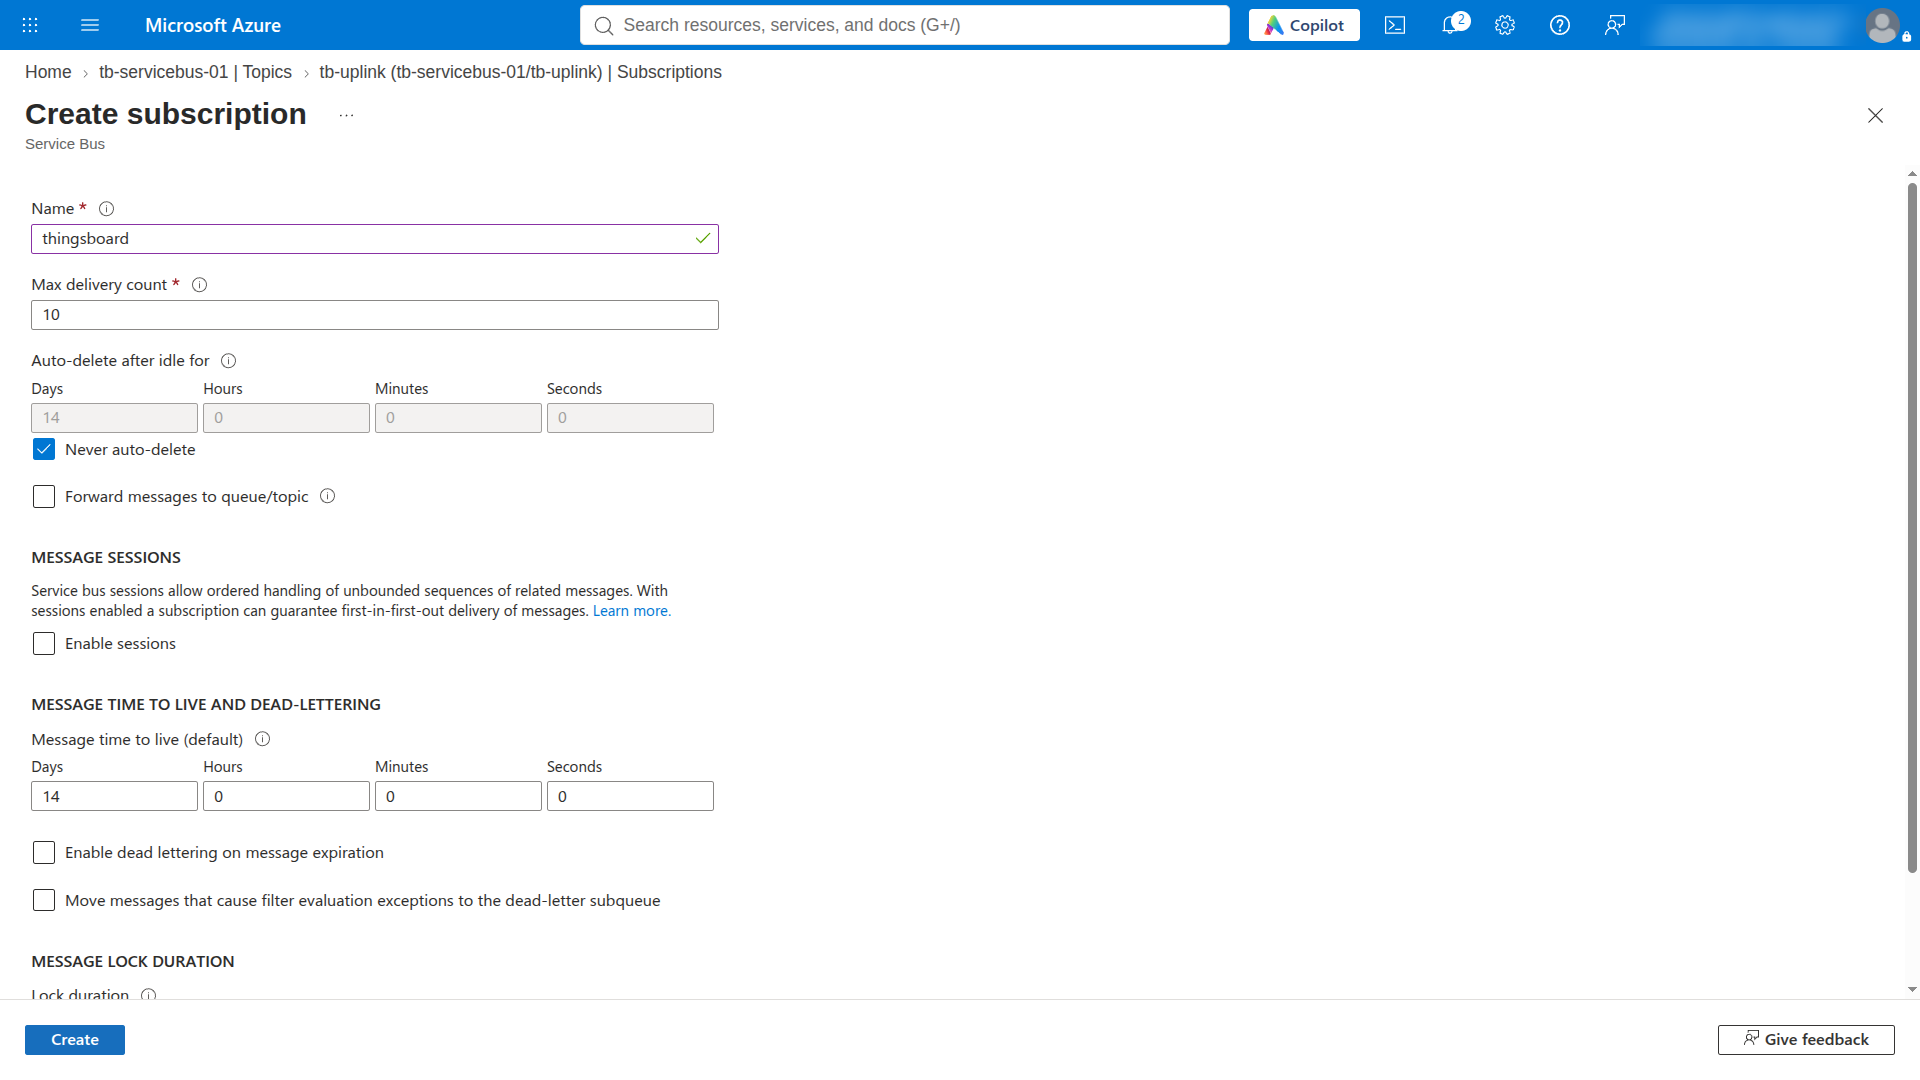 Microsoft Azure
Search resources, services, and docs (G+/)
Copilot
2
Home › tb-servicebus-01 | Topics › tb-uplink (tb-servicebus-01/tb-uplink) | Subscriptions
Create subscription ...
Service Bus
Name *
thingsboard
Max delivery count *
10
Auto-delete after idle for
Days Hours Minutes Seconds
14 0 0 0
Never auto-delete
Forward messages to queue/topic
MESSAGE SESSIONS
Service bus sessions allow ordered handling of unbounded sequences of related messages. With
sessions enabled a subscription can guarantee first-in-first-out delivery of messages. Learn more.
Enable sessions
MESSAGE TIME TO LIVE AND DEAD-LETTERING
Message time to live (default)
Days Hours Minutes Seconds
14 0 0 0
Enable dead lettering on message expiration
Move messages that cause filter evaluation exceptions to the dead-letter subqueue
MESSAGE LOCK DURATION
Lock duration
Create
Give feedback